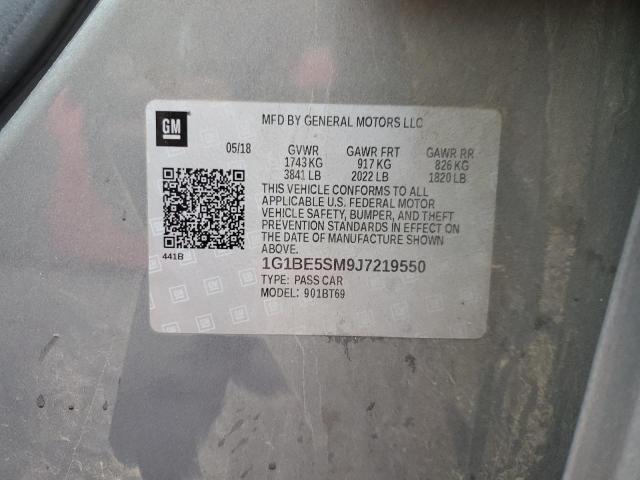 GM
MFD BY GENERAL MOTORS LLC
05/18 GVWR GAWR FRT GAWR RR
1743 KG 917 KG 826 KG
3841 LB 2022 LB 1820 LB
THIS VEHICLE CONFORMS TO ALL
APPLICABLE U.S. FEDERAL MOTOR
VEHICLE SAFETY, BUMPER, AND THEFT
PREVENTION STANDARDS IN EFFECT ON
THE DATE OF MANUFACTURE SHOWN
ABOVE.
441B
1G1BE5SM9J7219550
TYPE: PASS CAR
MODEL: 901BT69